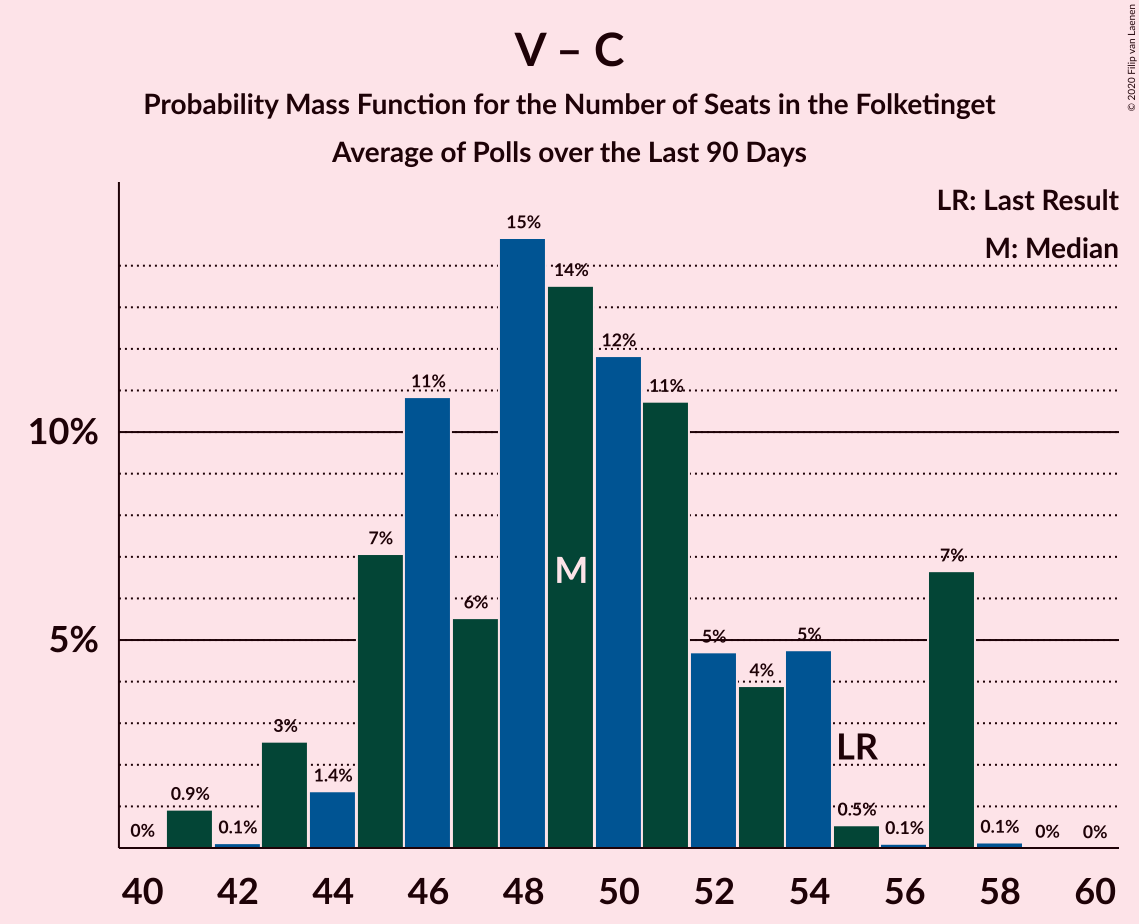 V – C
Probability Mass Function for the Number of Seats in the Folketinget
Average of Polls over the Last 90 Days
© 2020 Filip van Laenen
LR: Last Result
M: Median
15%
14%
12%
11%
11%
10%
7%
7%
M
6%
5%
5%
5%
4%
3%
LR
1.4%
0.9%
0.5%
0%
0.1%
0.1%
0.1%
0%
0%
40 42 44 46 48 50 52 54 56 58 60